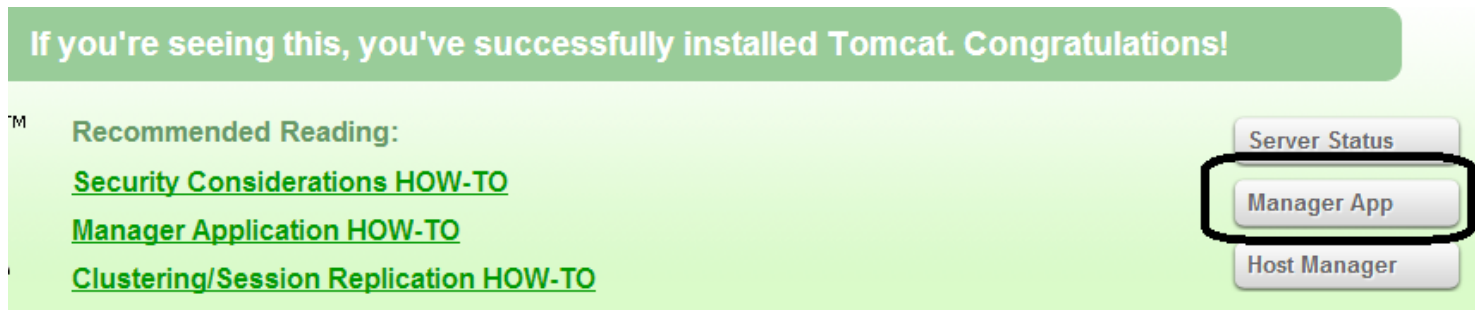 If you're seeing this, you've successfully installed Tomcat. Congratulations!
TM
Recommended Reading:
Security Considerations HOW-TO
Manager Application HOW-TO
Clustering/Session Replication HOW-TO
Server Status
Manager App
Host Manager